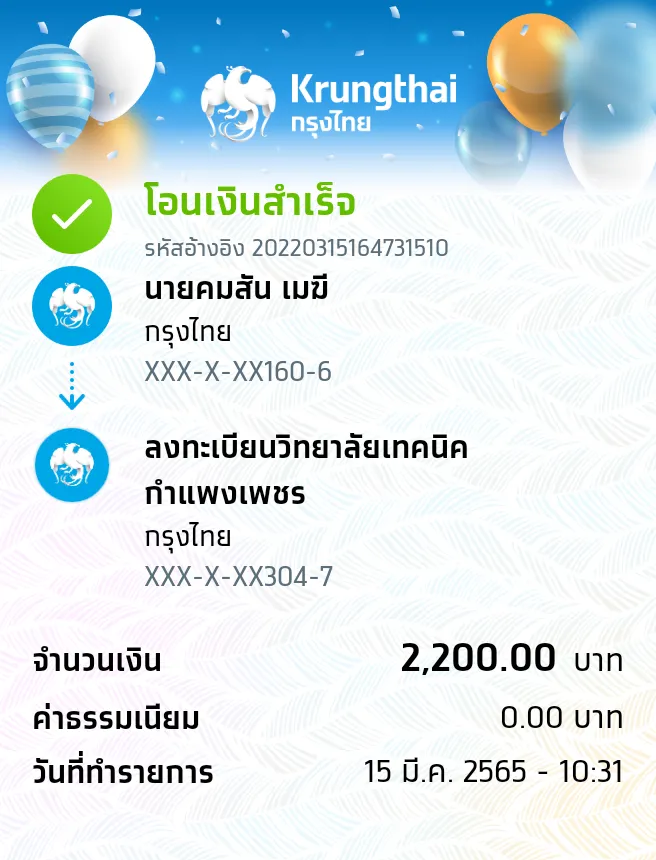 Krungthai
กรุงไทย
โอนเงินสำเร็จ
รหัสอ้างอิง 20220315164731510
นายคมสัน เมฆี
กรุงไทย
XXX-X-XX160-6
ลงทะเบียนวิทยาลัยเทคนิค
กำแพงเพชร
กรุงไทย
XXX-X-XX304-7
จำนวนเงิน 2,200.00 บาท
ค่าธรรมเนียม 0.00 บาท
วันที่ทำรายการ 15 มี.ค. 2565 - 10:31